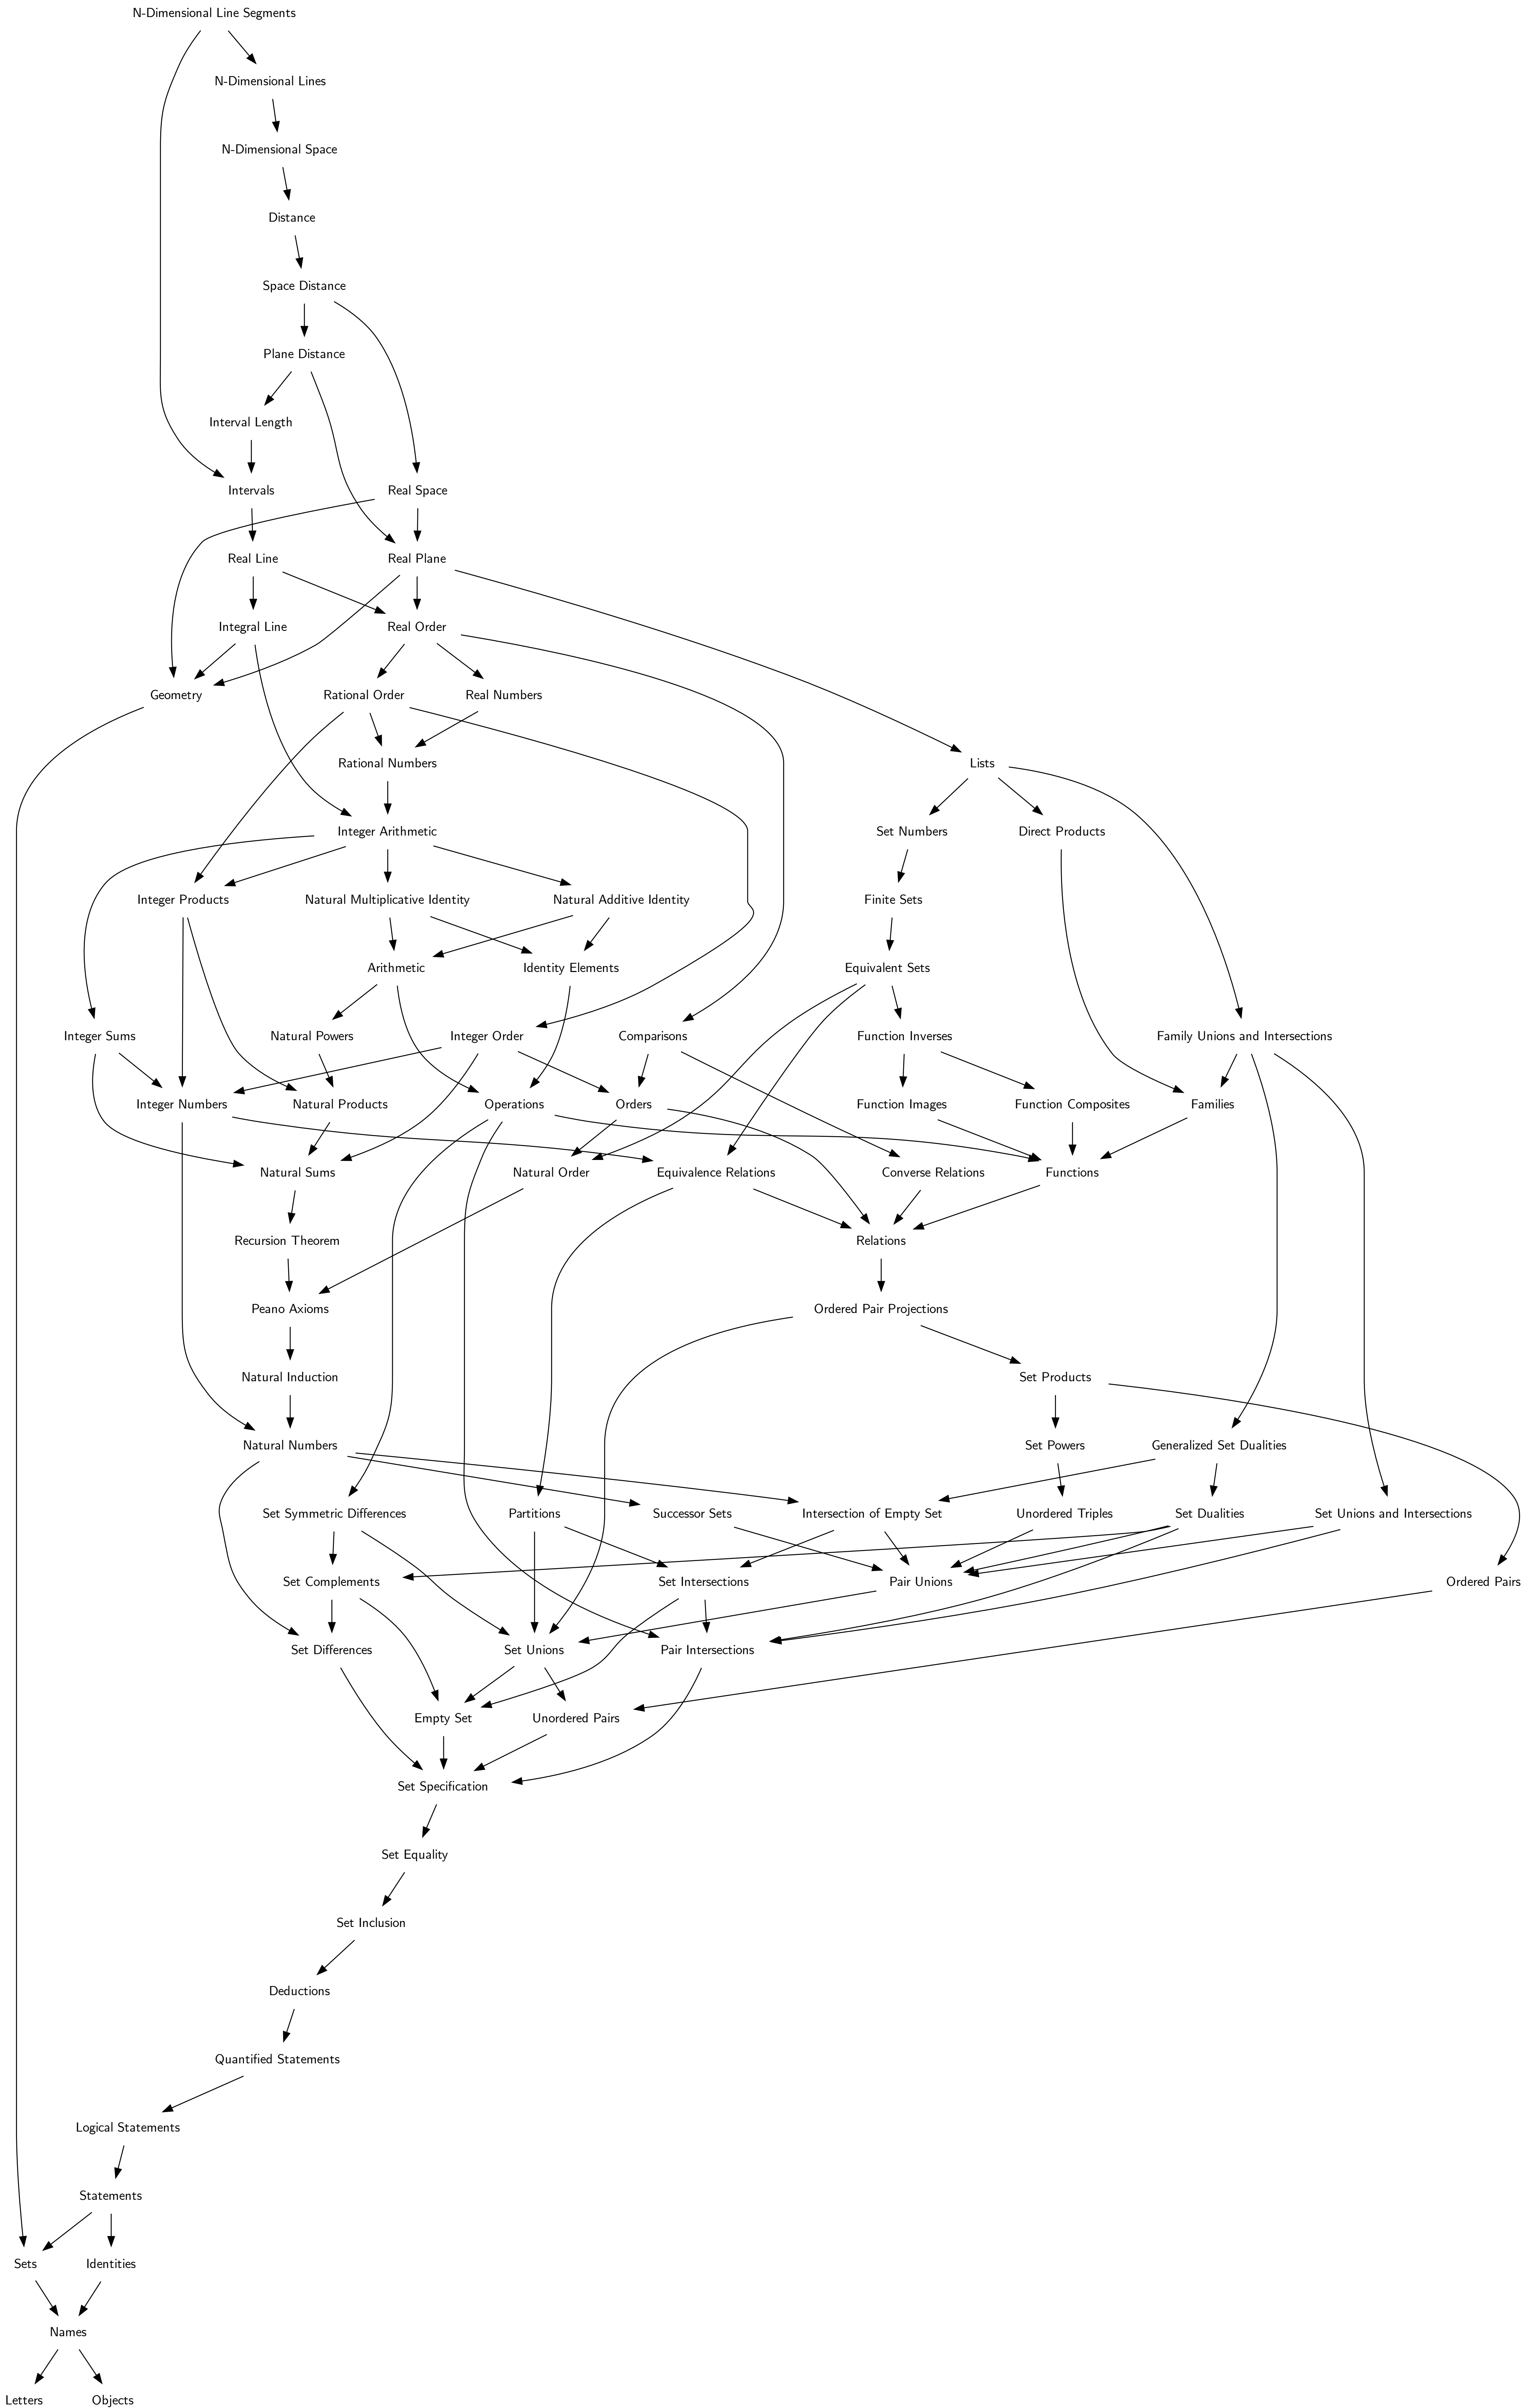 N-Dimensional Line Segments
N-Dimensional Lines
N-Dimensional Space
Distance
Space Distance
Plane Distance
Interval Length
Intervals
Real Space
Real Line
Real Plane
Integral Line
Real Order
Geometry
Rational Order
Real Numbers
Rational Numbers
Lists
Integer Arithmetic
Set Numbers
Direct Products
Integer Products
Natural Multiplicative Identity
Natural Additive Identity
Finite Sets
Arithmetic
Identity Elements
Equivalent Sets
Integer Sums
Natural Powers
Integer Order
Comparisons
Function Inverses
Family Unions and Intersections
Integer Numbers
Natural Products
Operations
Orders
Function Images
Function Composites
Families
Natural Sums
Natural Order
Equivalence Relations
Converse Relations
Functions
Recursion Theorem
Relations
Peano Axioms
Ordered Pair Projections
Natural Induction
Set Products
Natural Numbers
Set Powers
Generalized Set Dualities
Set Symmetric Differences
Partitions
Successor Sets
Intersection of Empty Set
Unordered Triples
Set Dualities
Set Unions and Intersections
Set Complements
Set Intersections
Pair Unions
Ordered Pairs
Set Differences
Set Unions
Pair Intersections
Empty Set
Unordered Pairs
Set Specification
Set Equality
Set Inclusion
Deductions
Quantified Statements
Logical Statements
Statements
Sets
Identities
Names
Letters
Objects